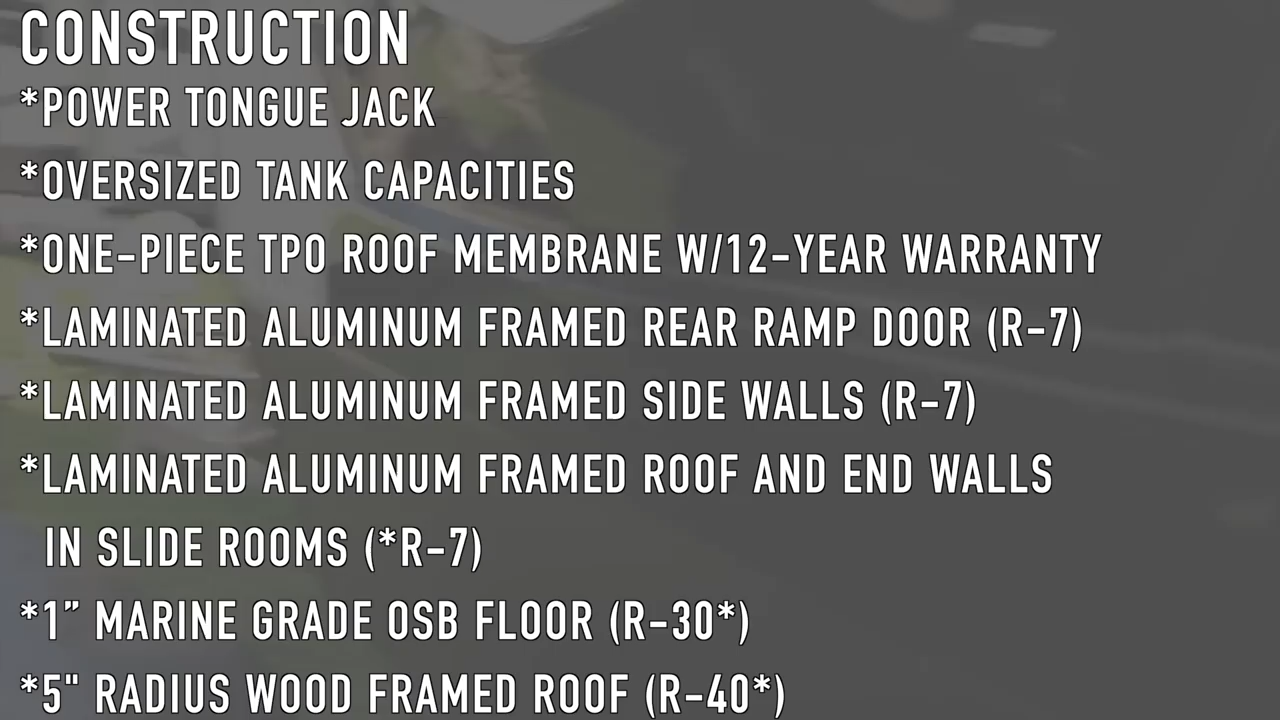 CONSTRUCTION
*POWER TONGUE JACK
*OVERSIZED TANK CAPACITIES
*ONE-PIECE TPO ROOF MEMBRANE W/12-YEAR WARRANTY
*LAMINATED ALUMINUM FRAMED REAR RAMP DOOR (R-7)
*LAMINATED ALUMINUM FRAMED SIDE WALLS (R-7)
*LAMINATED ALUMINUM FRAMED ROOF AND END WALLS
IN SLIDE ROOMS (*R-7)
*1” MARINE GRADE OSB FLOOR (R-30*)
*5" RADIUS WOOD FRAMED ROOF (R-40*)